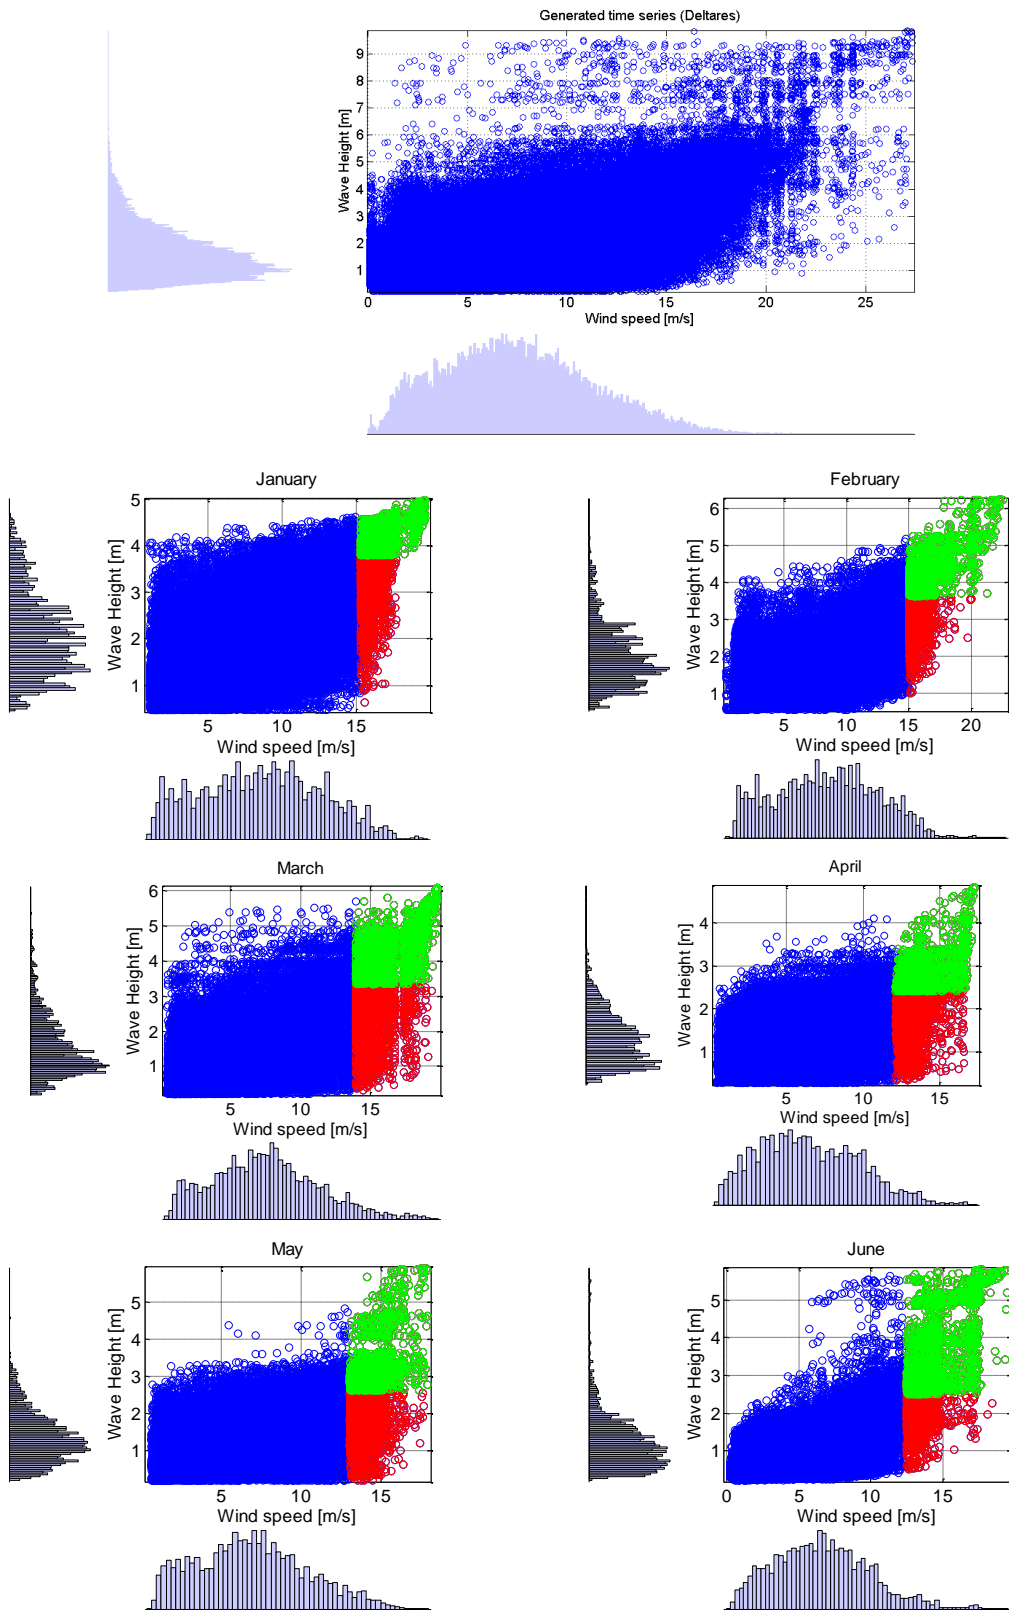 Generated time series (Deltares)
Wave Height [m]
9
8
7
6
5
4
3
2
1
0 5 10 15 20 25
Wind speed [m/s]
January
Wave Height [m]
5
4
3
2
1
5 10 15
Wind speed [m/s]
February
Wave Height [m]
6
5
4
3
2
1
5 10 15 20
Wind speed [m/s]
March
Wave Height [m]
6
5
4
3
2
1
5 10 15
Wind speed [m/s]
April
Wave Height [m]
4
3
2
1
5 10 15
Wind speed [m/s]
May
Wave Height [m]
5
4
3
2
1
5 10 15
Wind speed [m/s]
June
Wave Height [m]
5
4
3
2
1
0 5 10 15
Wind speed [m/s]